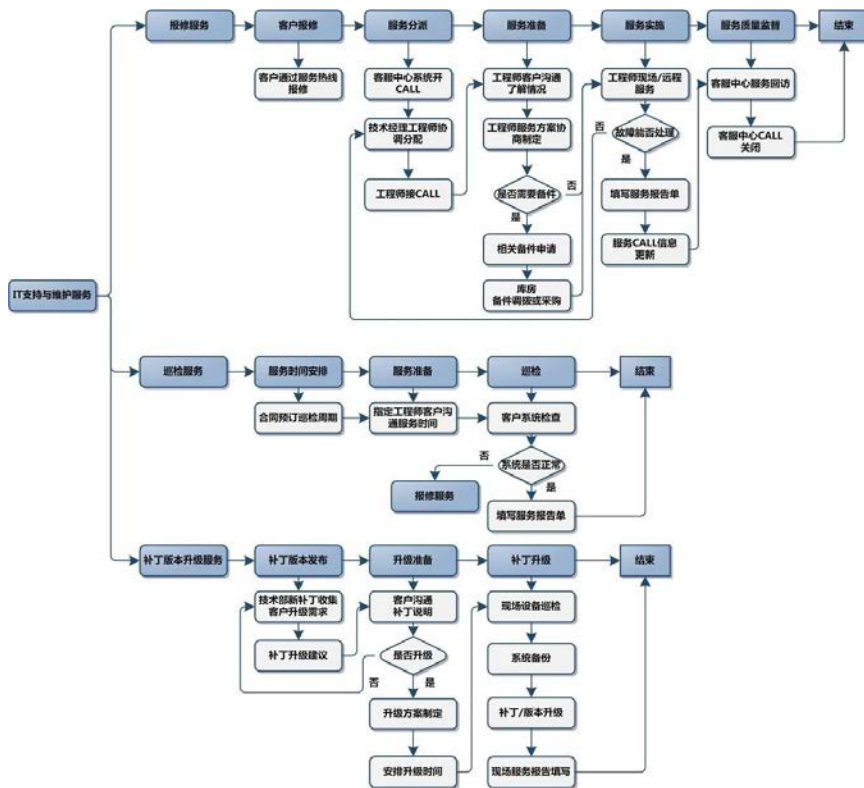 报修服务
客户报修
服务分派
服务准备
服务实施
服务质量监督
结束
客户通过服务热线
报修
客服中心系统开
CALL
工程师客户沟通
了解情况
工程师现场/远程
服务
客服中心服务回访
技术经理工程师协
调分配
工程师服务方案协
商制定
否
故障能否处理
客服中心CALL
关闭
是
工程师接CALL
是否需要备件
否
填写服务报告单
是
相关备件申请
服务CALL信息
更新
库房
备件调拨或采购
IT支持与维护服务
巡检服务
服务时间安排
服务准备
巡检
结束
合同预订巡检周期
指定工程师客户沟
通服务时间
客户系统检查
否
系统是否正常
是
报修服务
填写服务报告单
补丁版本升级服务
补丁版本发布
升级准备
补丁升级
结束
技术部新补丁收集
客户升级需求
客户沟通
补丁说明
现场设备巡检
补丁升级建议
是否升级
系统备份
否
是
升级方案制定
补丁/版本升级
安排升级时间
现场服务报告填写